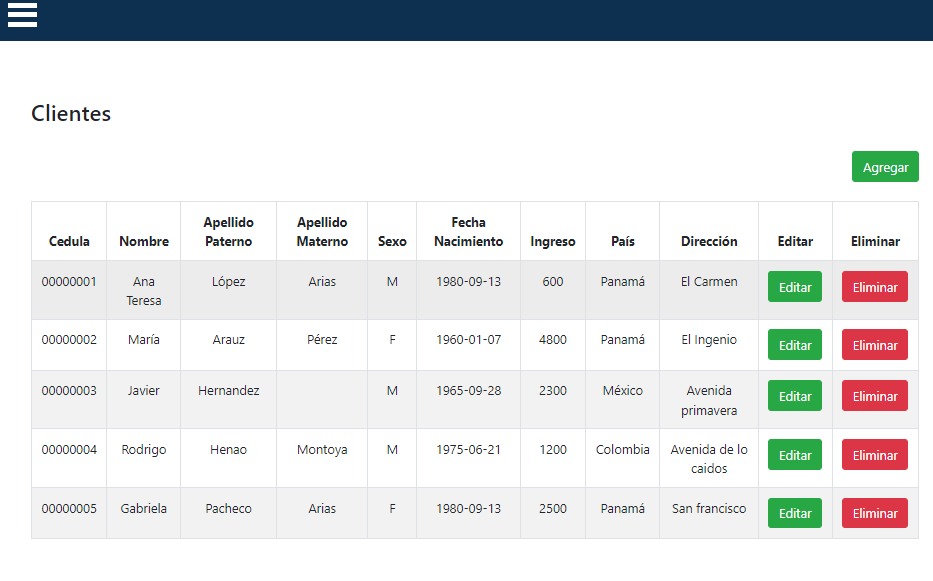 Clientes
Agregar
Cedula Nombre Apellido Paterno Apellido Materno Sexo Fecha Nacimiento Ingreso País Dirección Editar Eliminar
00000001 Ana Teresa López Arias M 1980-09-13 600 Panamá El Carmen Editar Eliminar
00000002 María Arauz Pérez F 1960-01-07 4800 Panamá El Ingenio Editar Eliminar
00000003 Javier Hernandez M 1965-09-28 2300 México Avenida primavera Editar Eliminar
00000004 Rodrigo Henao Montoya M 1975-06-21 1200 Colombia Avenida de lo caidos Editar Eliminar
00000005 Gabriela Pacheco Arias F 1980-09-13 2500 Panamá San francisco Editar Eliminar